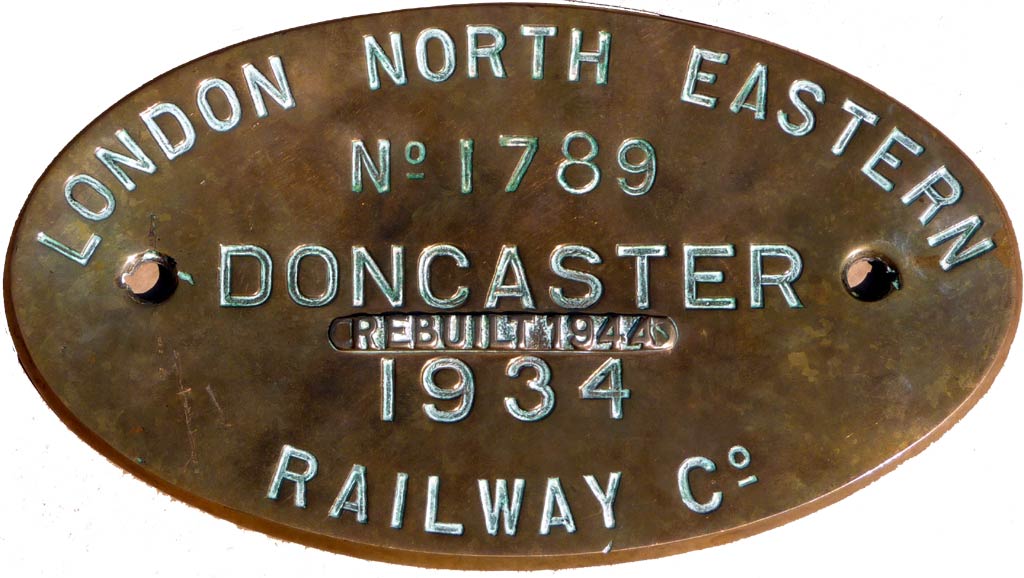 LONDON NORTH EASTERN
Nº 1789
DONCASTER
REBUILT 1944
1934
RAILWAY Cº